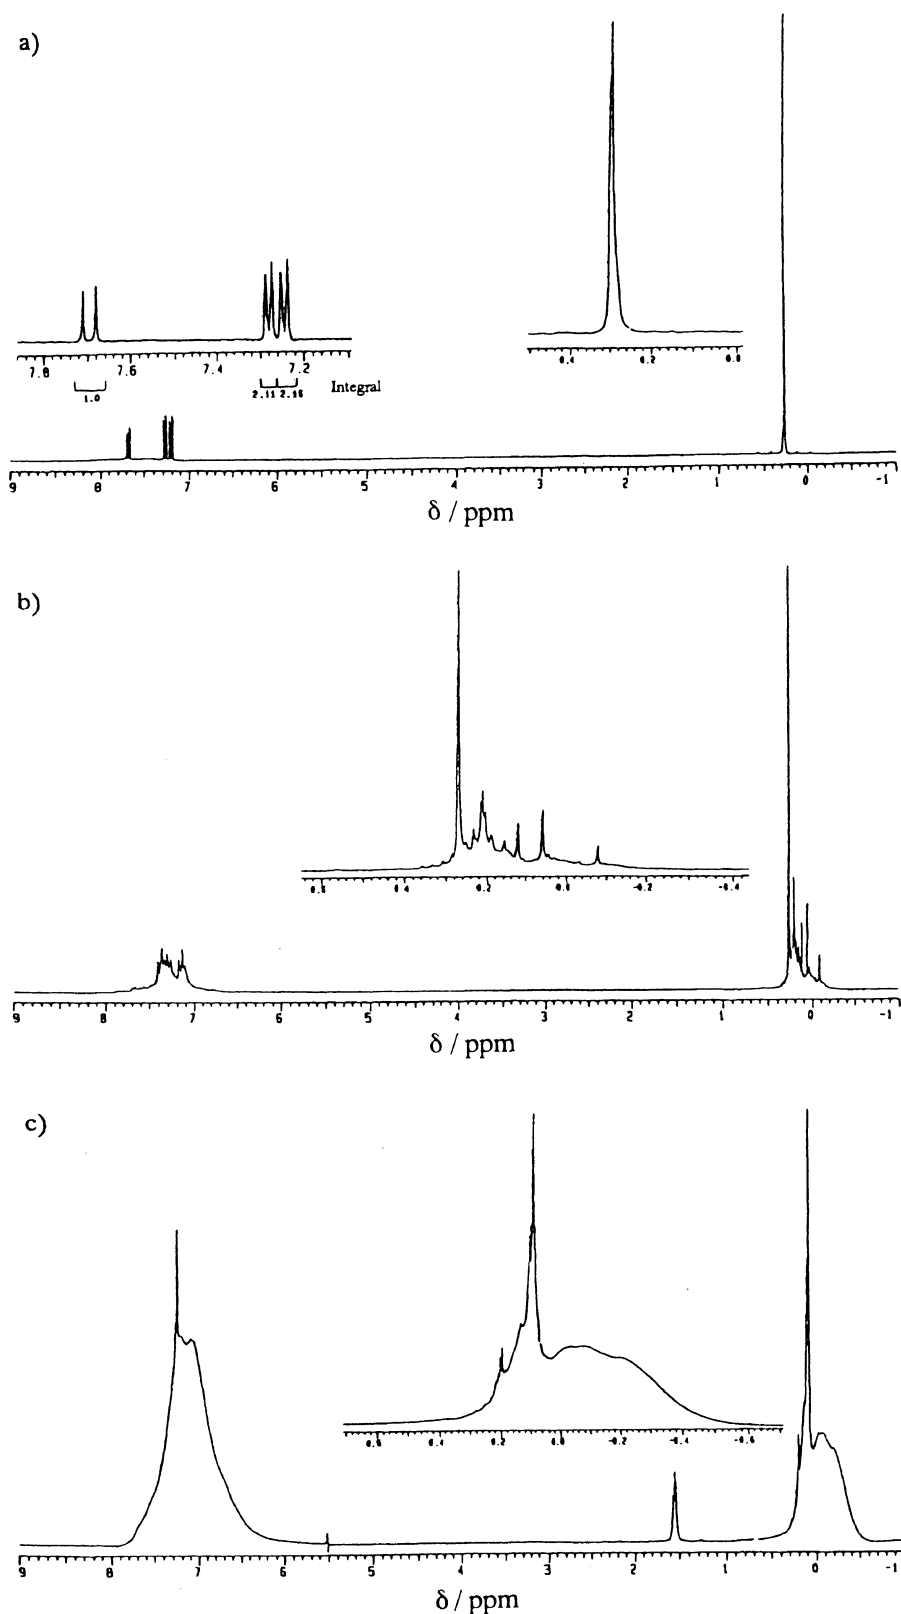 a)
7.8 7.6 7.4 7.2
1.0 2.11 2.16 Integral
0.4 0.2 0.0
9 8 7 6 5 4 3 2 1 0 -1
δ / ppm
b)
0.4 0.2 0.0 -0.2 -0.4
9 8 7 6 5 4 3 2 1 0 -1
δ / ppm
c)
0.6 0.4 0.2 0.0 -0.2 -0.4 -0.6
9 8 7 6 5 4 3 2 1 0 -1
δ / ppm